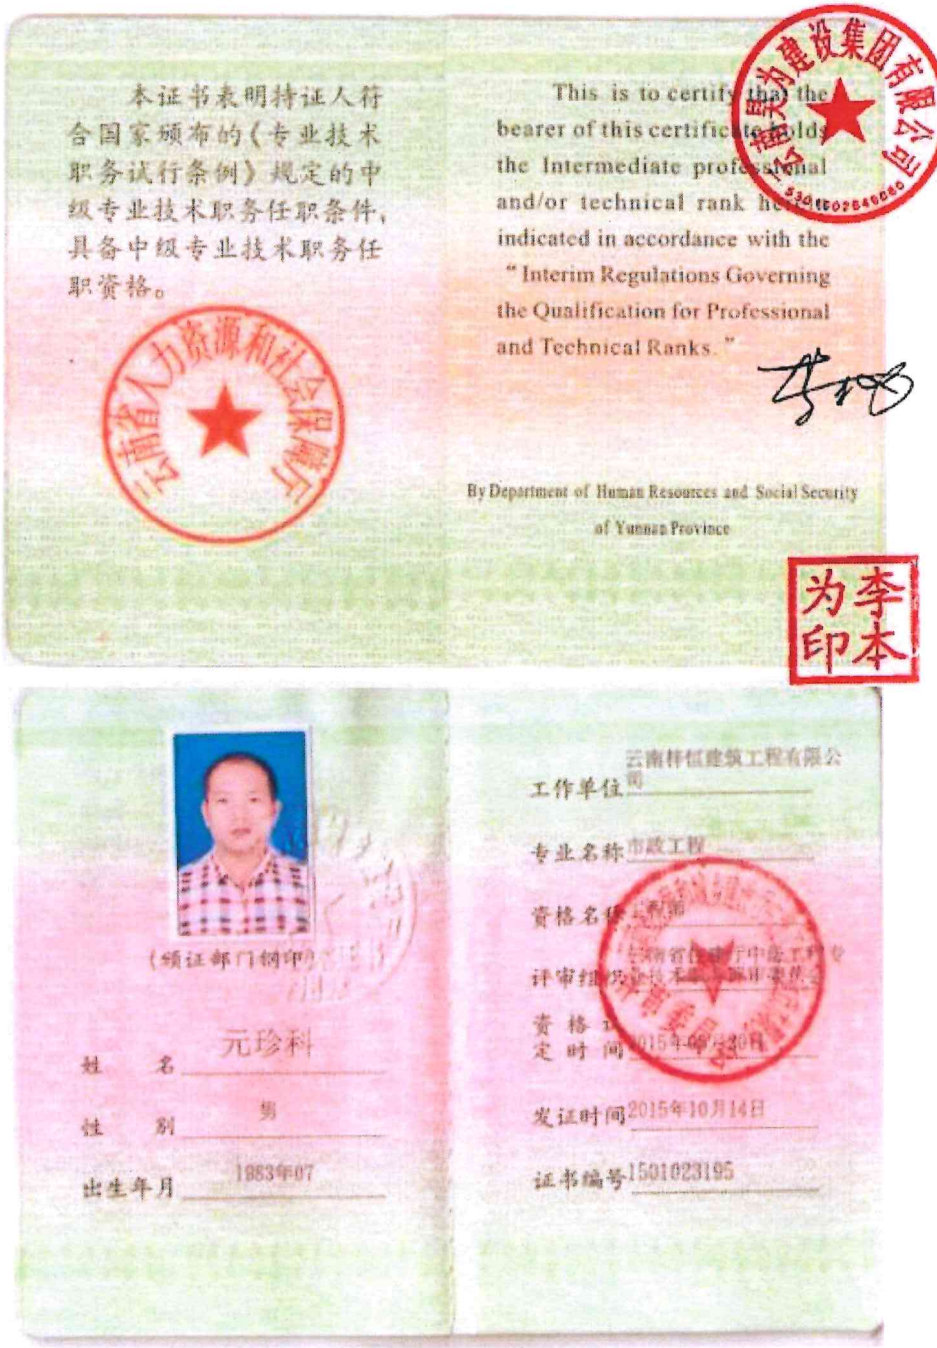 本证书表明持证人符
合国家颁布的《专业技术
职务试行条例》规定的中
级专业技术职务任职条件,
具备中级专业技术职务任
职资格。
云南省人力资源和社会保障厅
This is to certify that the
bearer of this certificate holds
the Intermediate professional
and/or technical rank
indicated in accordance with the
“Interim Regulations Governing
the Qualification for Professional
and Technical Ranks.”
By Department of Human Resources and Social Security
of Yunnan Province
云南昊为建设集团有限公司
李本
为印
(颁证部门钢印)
姓 名 元珍科
性 别 男
出生年月 1983年07
工作单位 云南梓恒建筑工程有限公
司
专业名称 市政工程
资格名称 工程师
评审组织
资格
定时间 2015年
发证时间 2015年10月14日
证书编号 1501023195